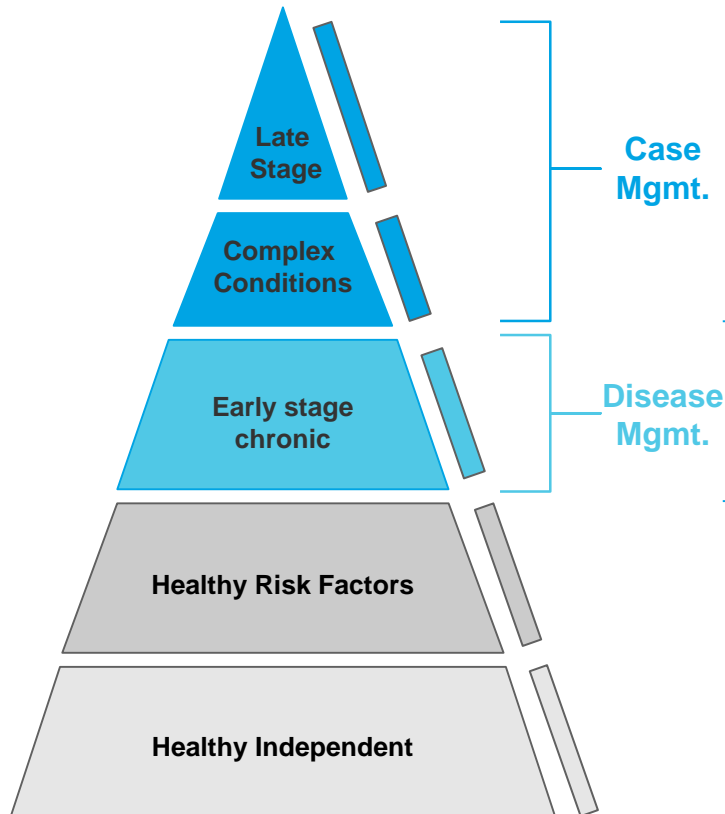 Late
Stage
Case
Mgmt.
Complex
Conditions
Early stage
chronic
Disease
Mgmt.
Healthy Risk Factors
Healthy Independent